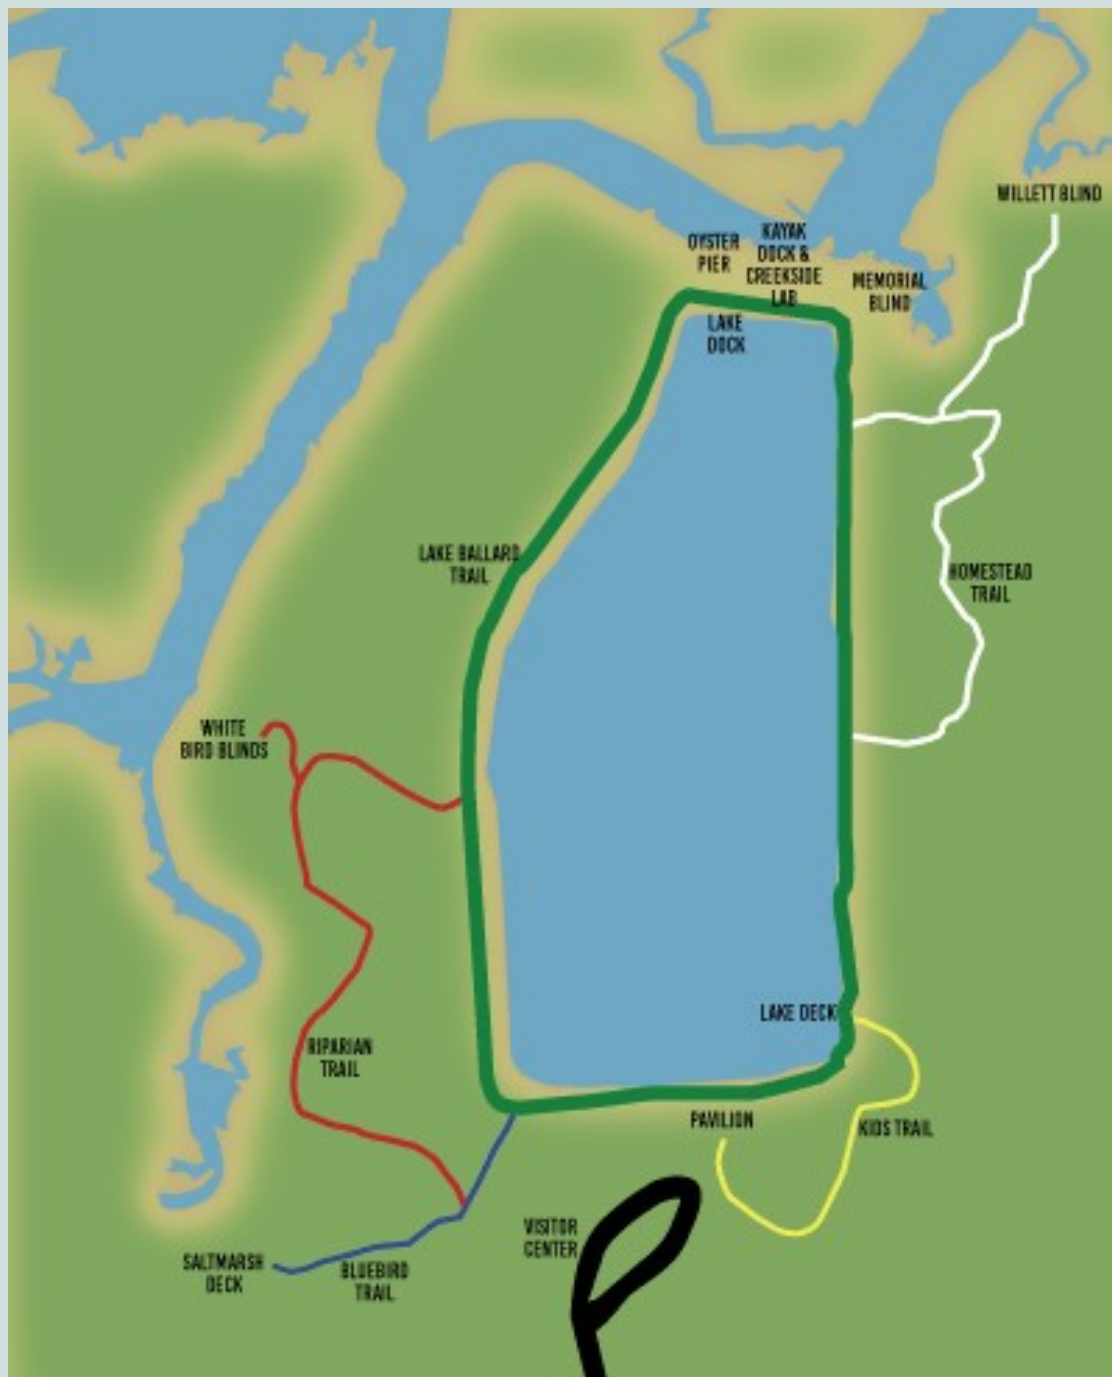 WILLETT BLIND
OYSTER
PIER
KAYAK
DOCK &
CREEKSIDE
LAB
MEMORIAL
BLIND
LAKE
DOCK
LAKE BALLARD
TRAIL
HOMESTEAD
TRAIL
WHITE
BIRD BLINDS
LAKE DECK
RIPARIAN
TRAIL
PAVILION
KIDS TRAIL
VISITOR
CENTER
SALTMARSH
DECK
BLUEBIRD
TRAIL